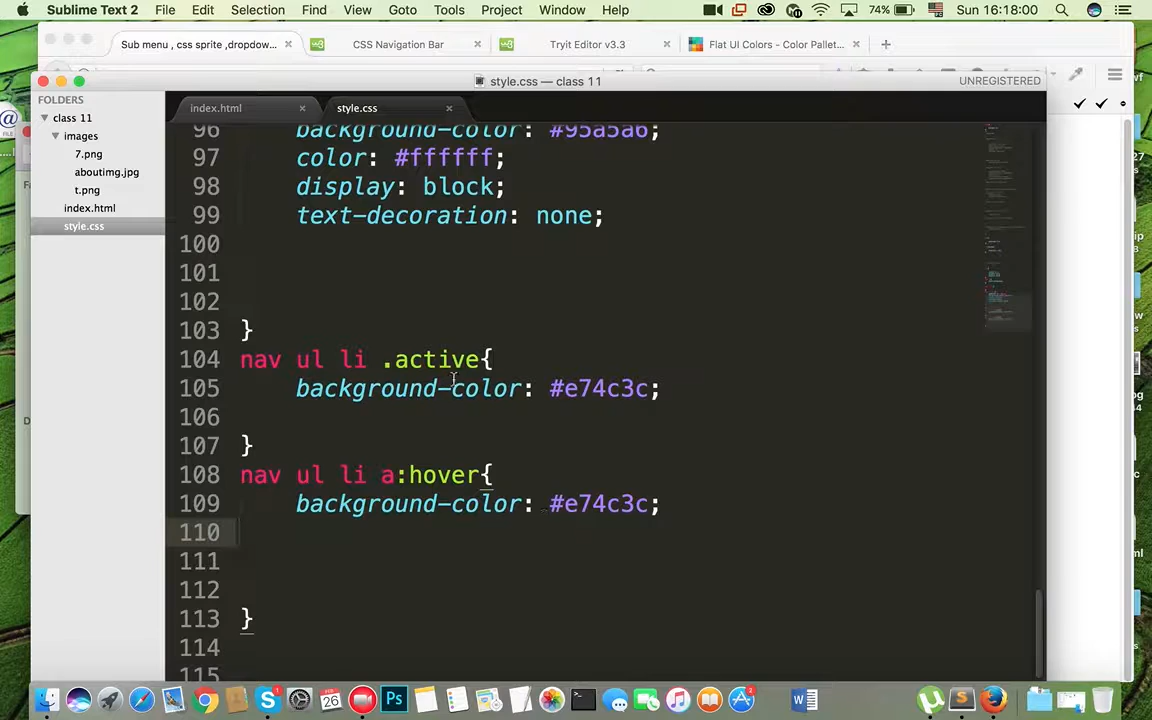 Sublime Text 2 File Edit Selection Find View Goto Tools Project Window Help 74% Sun 16:18:00
Sub menu , css sprite ,dropdow... CSS Navigation Bar Tryit Editor v3.3 Flat UI Colors - Color Pallet...
style.css — class 11 UNREGISTERED
FOLDERS
class 11
images
7.png
aboutimg.jpg
t.png
index.html
style.css
index.html style.css
96 background-color: #95a5a6;
97 color: #ffffff;
98 display: block;
99 text-decoration: none;
100
101
102
103 }
104 nav ul li .active{
105 background-color: #e74c3c;
106
107 }
108 nav ul li a:hover{
109 background-color: #e74c3c;
110
111
112
113 }
114
115